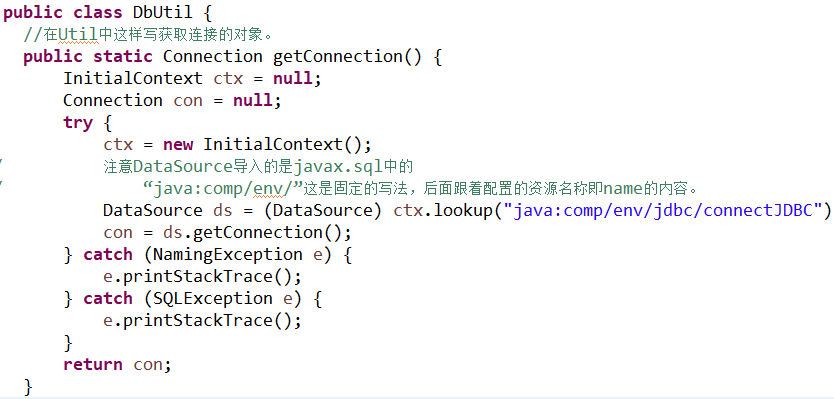 public class DbUtil {
//在Util中这样写获取连接的对象。
public static Connection getConnection() {
InitialContext ctx = null;
Connection con = null;
try {
ctx = new InitialContext();
/ 注意DataSource导入的是javax.sql中的
/ “java:comp/env/”这是固定的写法，后面跟着配置的资源名称即name的内容。
DataSource ds = (DataSource) ctx.lookup("java:comp/env/jdbc/connectJDBC")
con = ds.getConnection();
} catch (NamingException e) {
e.printStackTrace();
} catch (SQLException e) {
e.printStackTrace();
}
return con;
}